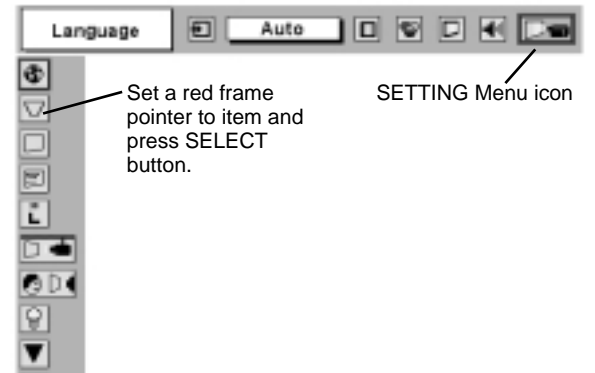 Language
Auto
Set a red frame
pointer to item and
press SELECT
button.
SETTING Menu icon